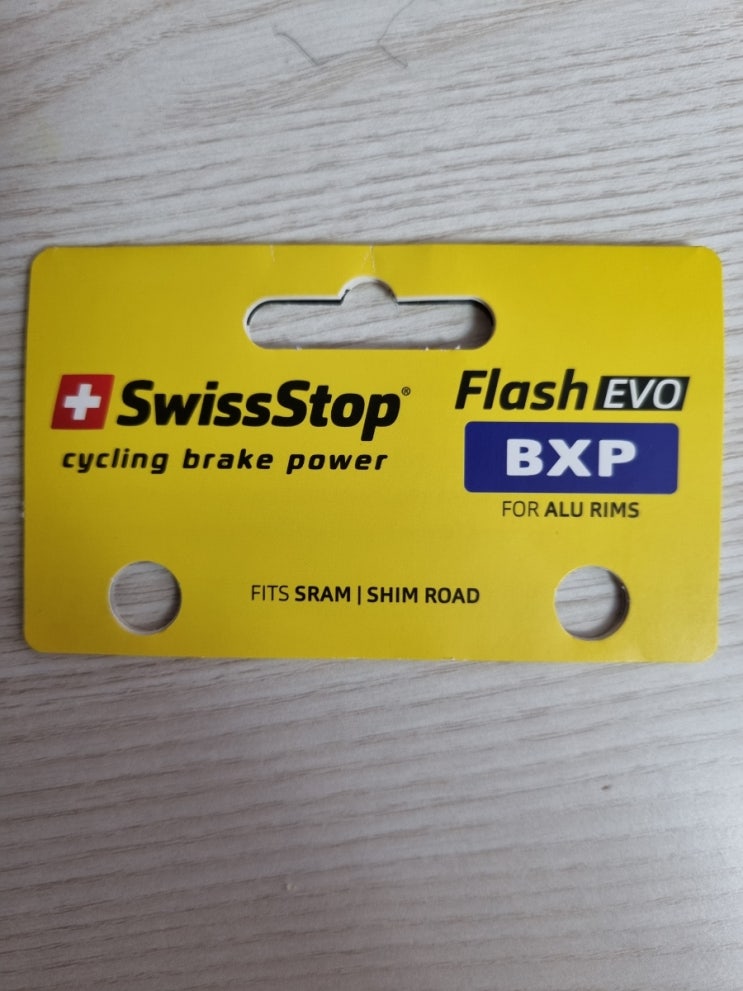 SwissStop®
cycling brake power
Flash EVO
BXP
FOR ALU RIMS
FITS SRAM | SHIM ROAD